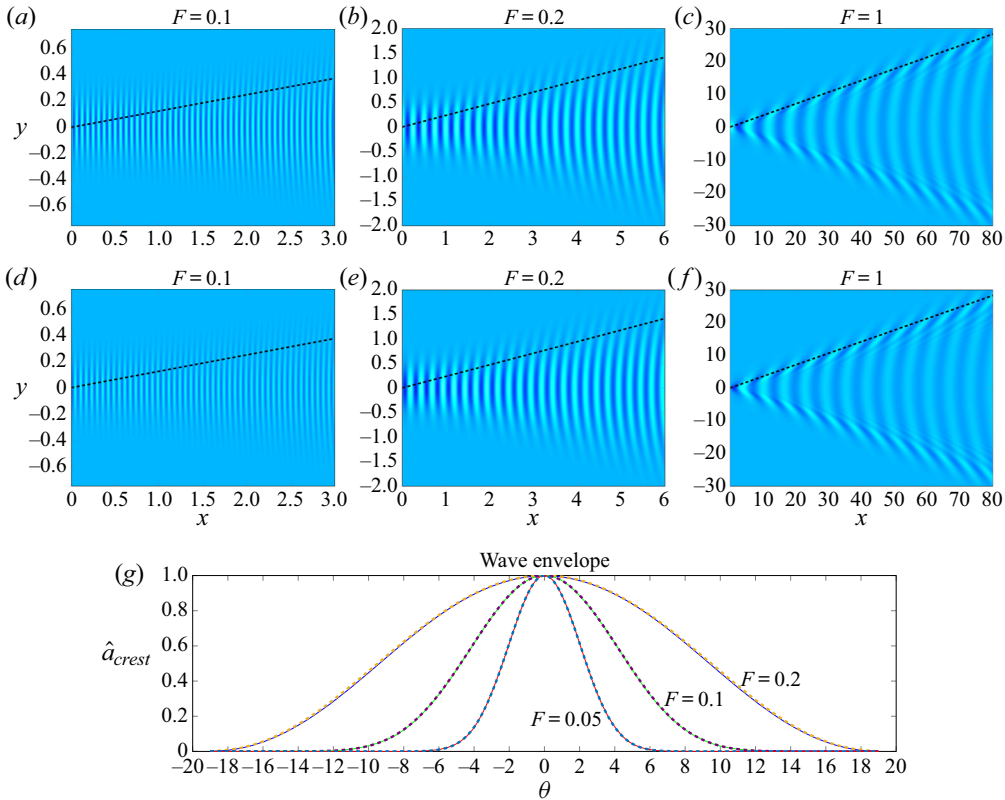 (a) F = 0.1
0.6
0.4
0.2
0
–0.2
–0.4
–0.6
y
0 0.5 1.0 1.5 2.0 2.5 3.0
(b) F = 0.2
2.0
1.5
1.0
0.5
0
–0.5
–1.0
–1.5
–2.0
0 1 2 3 4 5 6
(c) F = 1
30
20
10
0
–10
–20
–30
0 10 20 30 40 50 60 70 80
(d) F = 0.1
0.6
0.4
0.2
0
–0.2
–0.4
–0.6
y
0 0.5 1.0 1.5 2.0 2.5 3.0
x
(e) F = 0.2
2.0
1.5
1.0
0.5
0
–0.5
–1.0
–1.5
–2.0
0 1 2 3 4 5 6
x
(f) F = 1
30
20
10
0
–10
–20
–30
0 10 20 30 40 50 60 70 80
x
(g) Wave envelope
1.0
0.8
0.6
0.4
0.2
0
â_crest
F = 0.2
F = 0.1
F = 0.05
–20 –18 –16 –14 –12 –10 –8 –6 –4 –2 0 2 4 6 8 10 12 14 16 18 20
θ